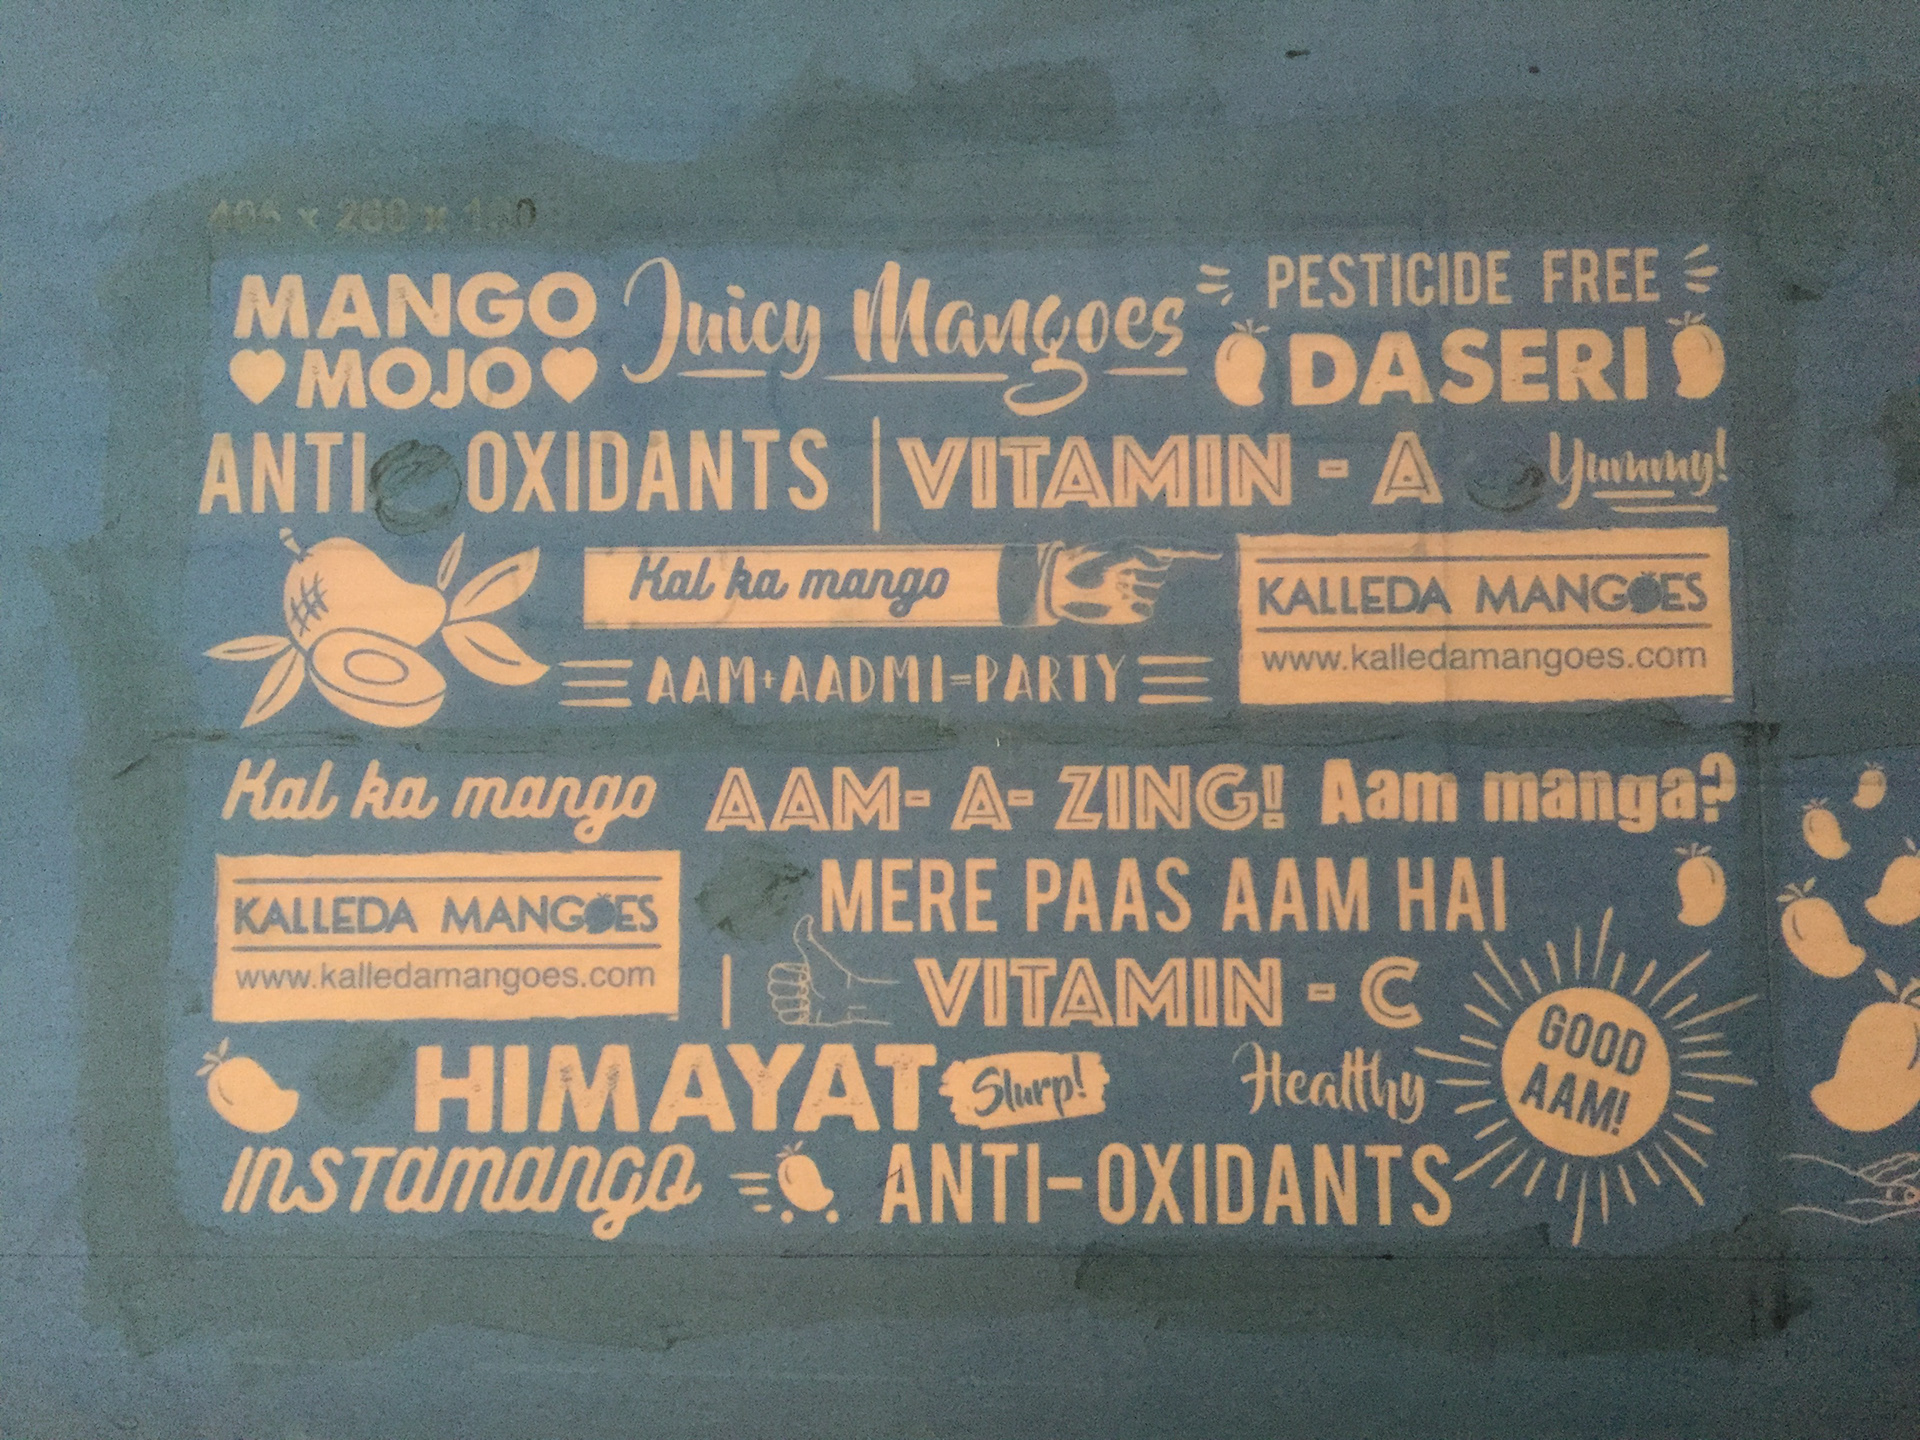 MANGO
MOJO
Juicy Mangoes
PESTICIDE FREE
DASERI
ANTI OXIDANTS
VITAMIN - A
Yummy!
Kal ka mango
AAM+AADMI=PARTY
KALLEDA MANGOES
www.kalledamangoes.com
Kal ka mango
AAM- A- ZING!
Aam manga?
KALLEDA MANGOES
www.kalledamangoes.com
MERE PAAS AAM HAI
VITAMIN - C
GOOD
AAM!
HIMAYAT
Slurp!
Healthy
INSTAMANGO
ANTI-OXIDANTS